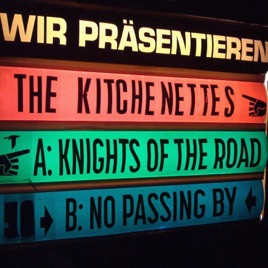 WIR PRÄSENTIEREN
THE KITCHENETTES
A: KNIGHTS OF THE ROAD
B: NO PASSING BY